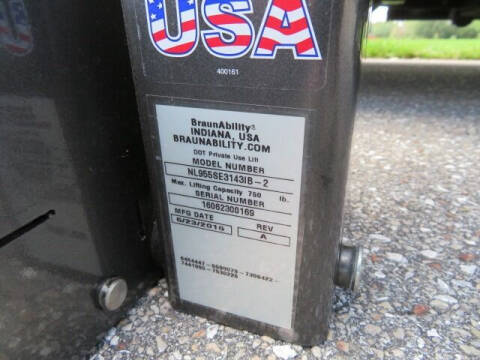 USA
400161
BraunAbility®
INDIANA, USA
BRAUNABILITY.COM
DOT Private Use Lift
MODEL NUMBER
NL955SE3143IB-2
Max. Lifting Capacity 750 lb.
SERIAL NUMBER
16062300169
MFG DATE
REV
6/23/2016
A